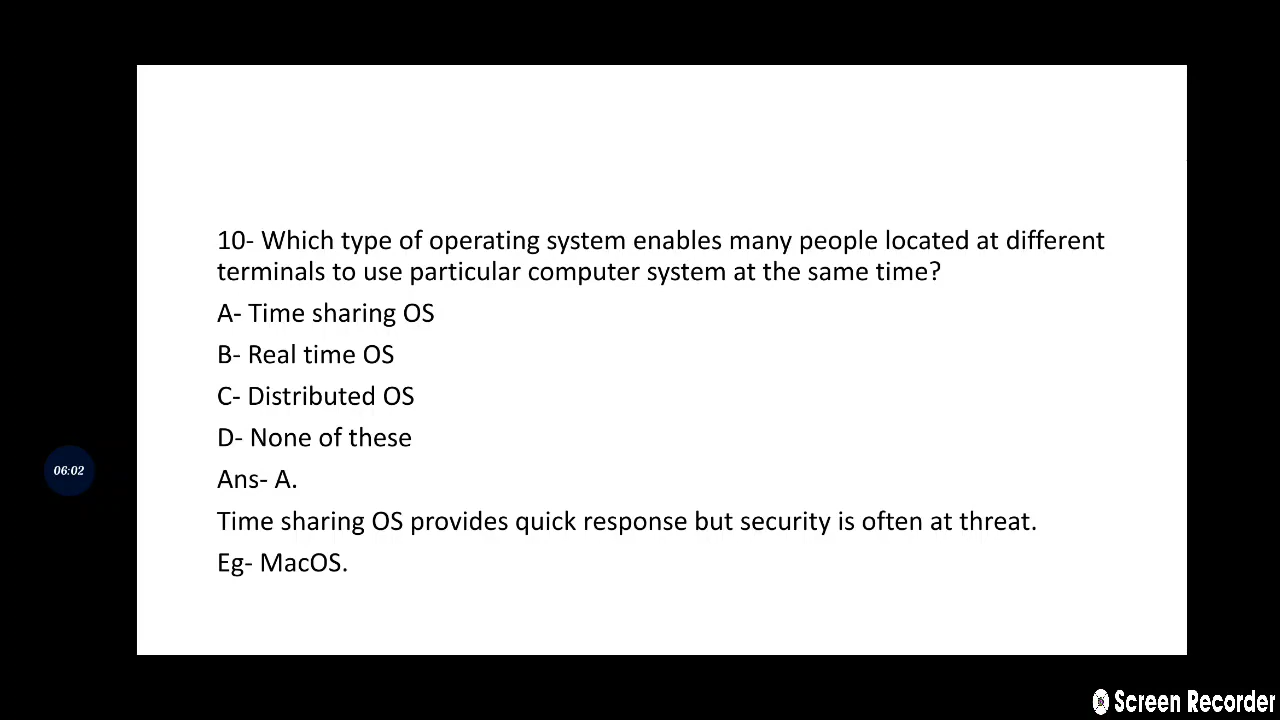 10- Which type of operating system enables many people located at different
terminals to use particular computer system at the same time?
A- Time sharing OS
B- Real time OS
C- Distributed OS
D- None of these
06:02
Ans- A.
Time sharing OS provides quick response but security is often at threat.
Eg- MacOS.
Screen Recorder